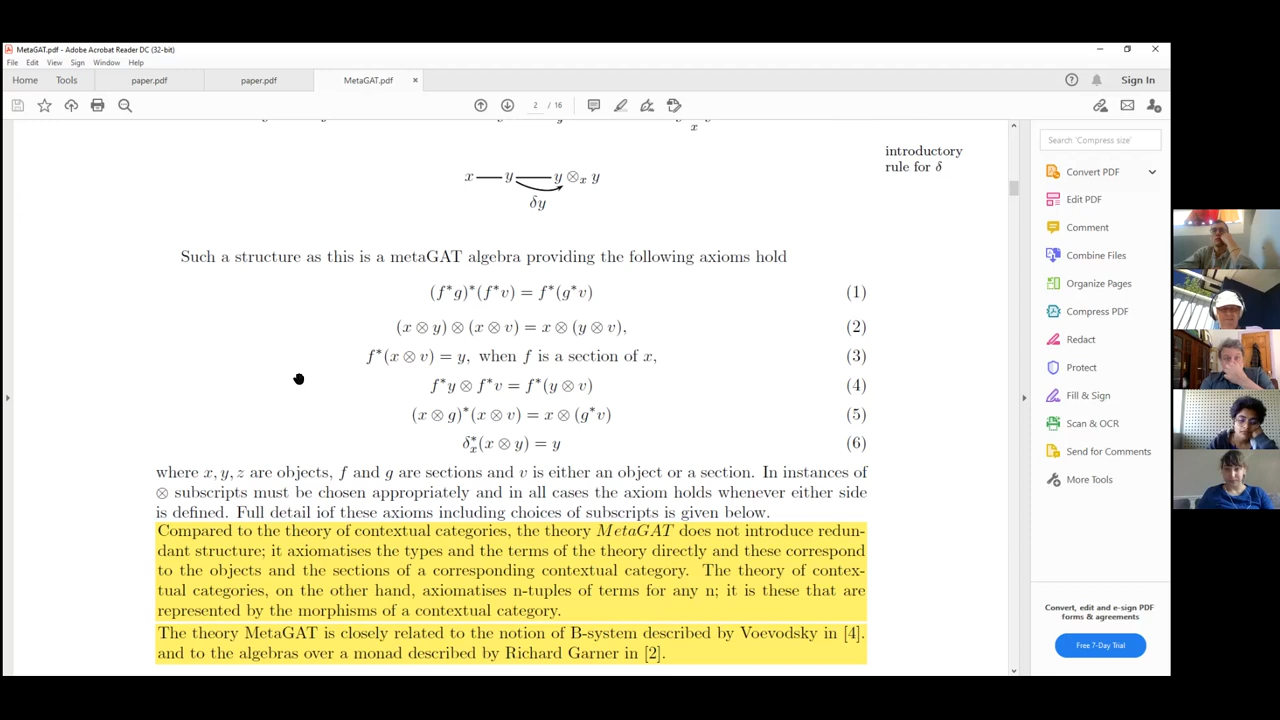 MetaGAT.pdf - Adobe Acrobat Reader DC (32-bit)
File Edit View Sign Window Help
Home Tools paper.pdf paper.pdf MetaGAT.pdf × Sign In
2 / 16
x
introductory
rule for δ
x — y — y ⊗x y
δy
Such a structure as this is a metaGAT algebra providing the following axioms hold
(f*g)*(f*v) = f*(g*v) (1)
(x ⊗ y) ⊗ (x ⊗ v) = x ⊗ (y ⊗ v), (2)
f*(x ⊗ v) = y, when f is a section of x, (3)
f*y ⊗ f*v = f*(y ⊗ v) (4)
(x ⊗ g)*(x ⊗ v) = x ⊗ (g*v) (5)
δ*x(x ⊗ y) = y (6)
where x, y, z are objects, f and g are sections and v is either an object or a section. In instances of
⊗ subscripts must be chosen appropriately and in all cases the axiom holds whenever either side
is defined. Full detail iof these axioms including choices of subscripts is given below.
Compared to the theory of contextual categories, the theory MetaGAT does not introduce redun-
dant structure; it axiomatises the types and the terms of the theory directly and these correspond
to the objects and the sections of a corresponding contextual category. The theory of contex-
tual categories, on the other hand, axiomatises n-tuples of terms for any n; it is these that are
represented by the morphisms of a contextual category.
The theory MetaGAT is closely related to the notion of B-system described by Voevodsky in [4].
and to the algebras over a monad described by Richard Garner in [2].
Search 'Compress size'
Convert PDF
Edit PDF
Comment
Combine Files
Organize Pages
Compress PDF
Redact
Protect
Fill & Sign
Scan & OCR
Send for Comments
More Tools
Convert, edit and e-sign PDF
forms & agreements
Free 7-Day Trial